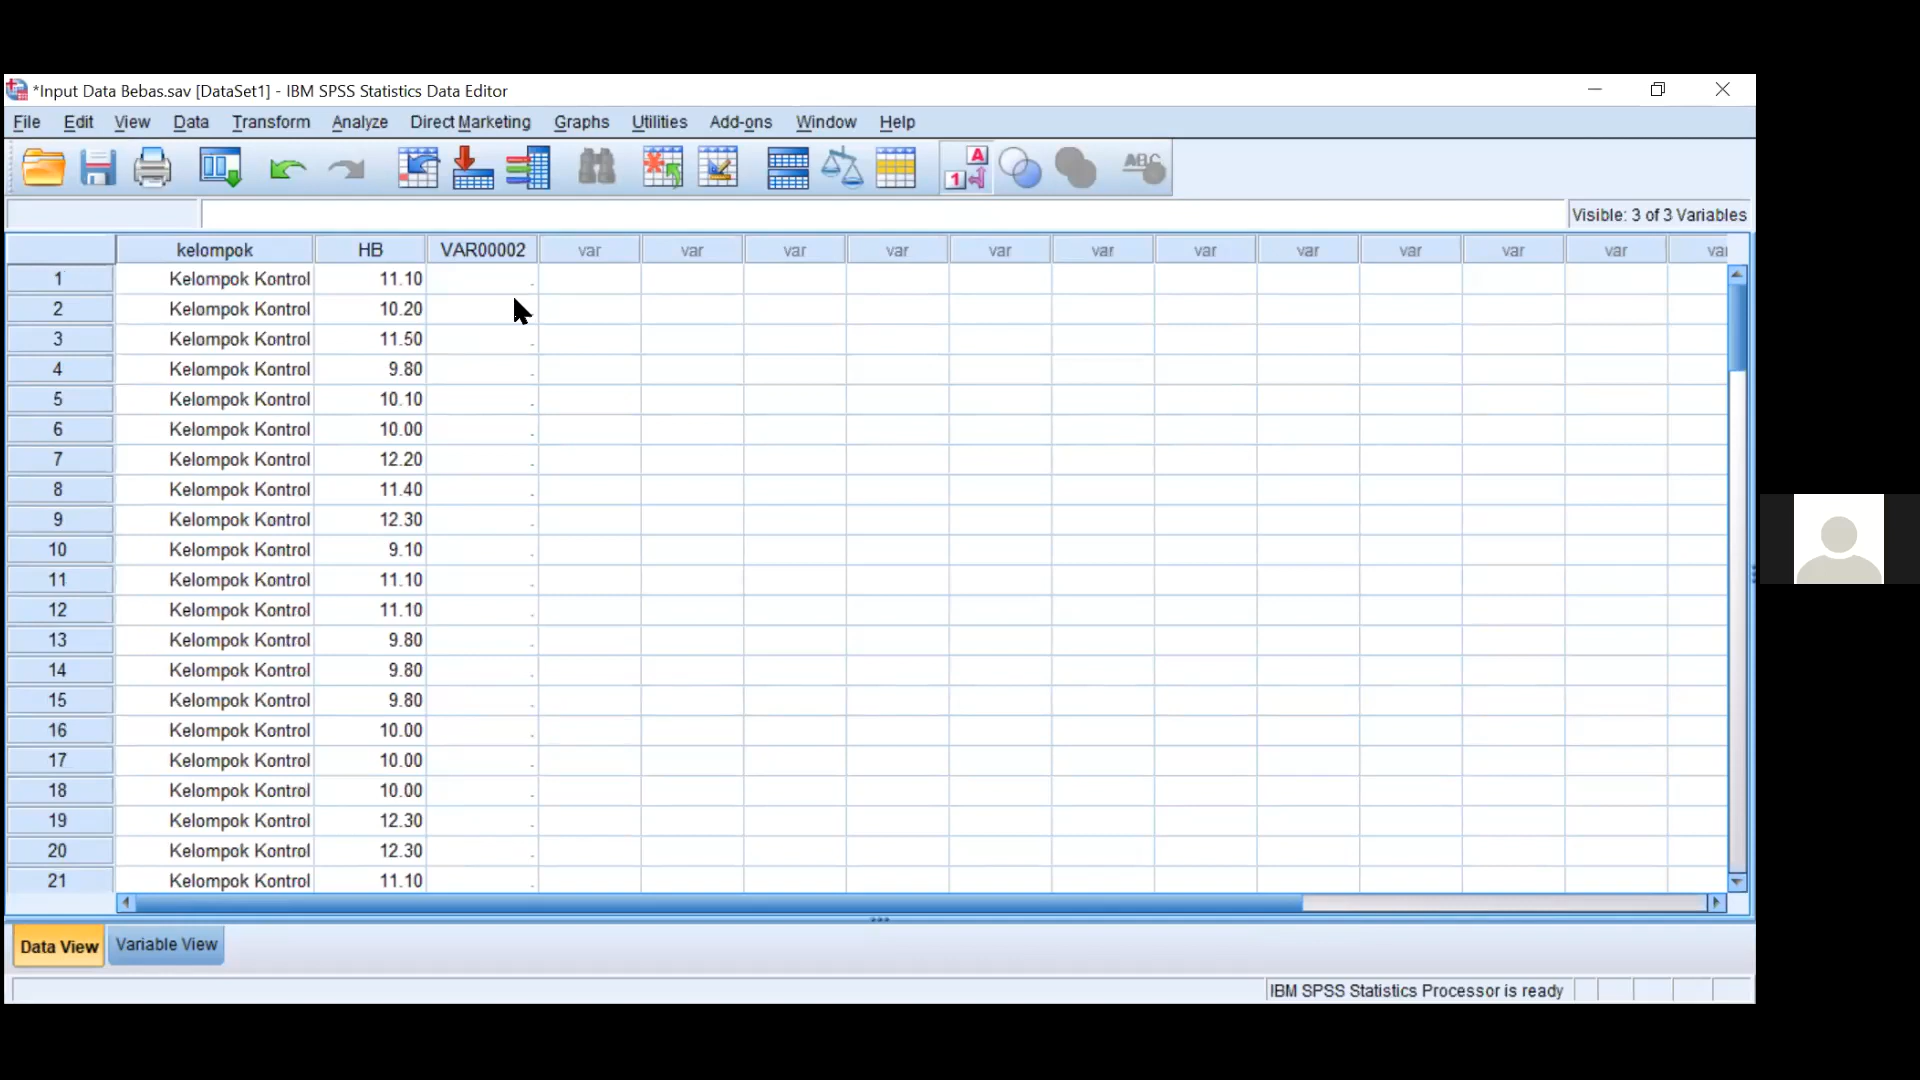 *Input Data Bebas.sav [DataSet1] - IBM SPSS Statistics Data Editor
File Edit View Data Transform Analyze Direct Marketing Graphs Utilities Add-ons Window Help
A
1
ABC
Visible: 3 of 3 Variables
kelompok HB VAR00002 var var var var var var var var var var var var
1 Kelompok Kontrol 11.10 .
2 Kelompok Kontrol 10.20 .
3 Kelompok Kontrol 11.50 .
4 Kelompok Kontrol 9.80 .
5 Kelompok Kontrol 10.10 .
6 Kelompok Kontrol 10.00 .
7 Kelompok Kontrol 12.20 .
8 Kelompok Kontrol 11.40 .
9 Kelompok Kontrol 12.30 .
10 Kelompok Kontrol 9.10 .
11 Kelompok Kontrol 11.10 .
12 Kelompok Kontrol 11.10 .
13 Kelompok Kontrol 9.80 .
14 Kelompok Kontrol 9.80 .
15 Kelompok Kontrol 9.80 .
16 Kelompok Kontrol 10.00 .
17 Kelompok Kontrol 10.00 .
18 Kelompok Kontrol 10.00 .
19 Kelompok Kontrol 12.30 .
20 Kelompok Kontrol 12.30 .
21 Kelompok Kontrol 11.10 .
Data View Variable View
IBM SPSS Statistics Processor is ready